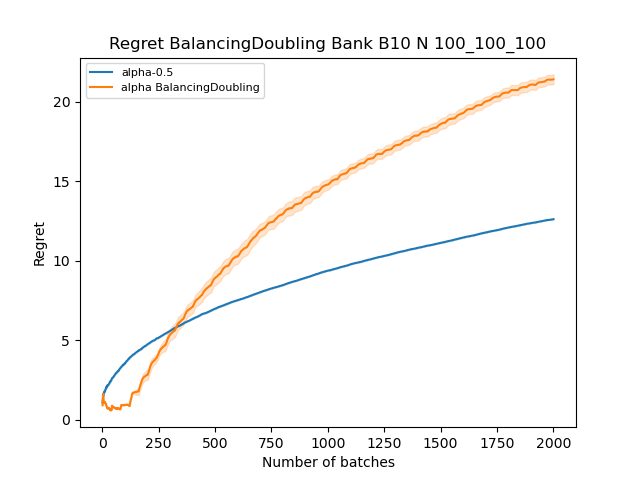 Regret BalancingDoubling Bank B10 N 100_100_100
alpha-0.5
alpha BalancingDoubling
Regret
20
15
10
5
0
0 250 500 750 1000 1250 1500 1750 2000
Number of batches